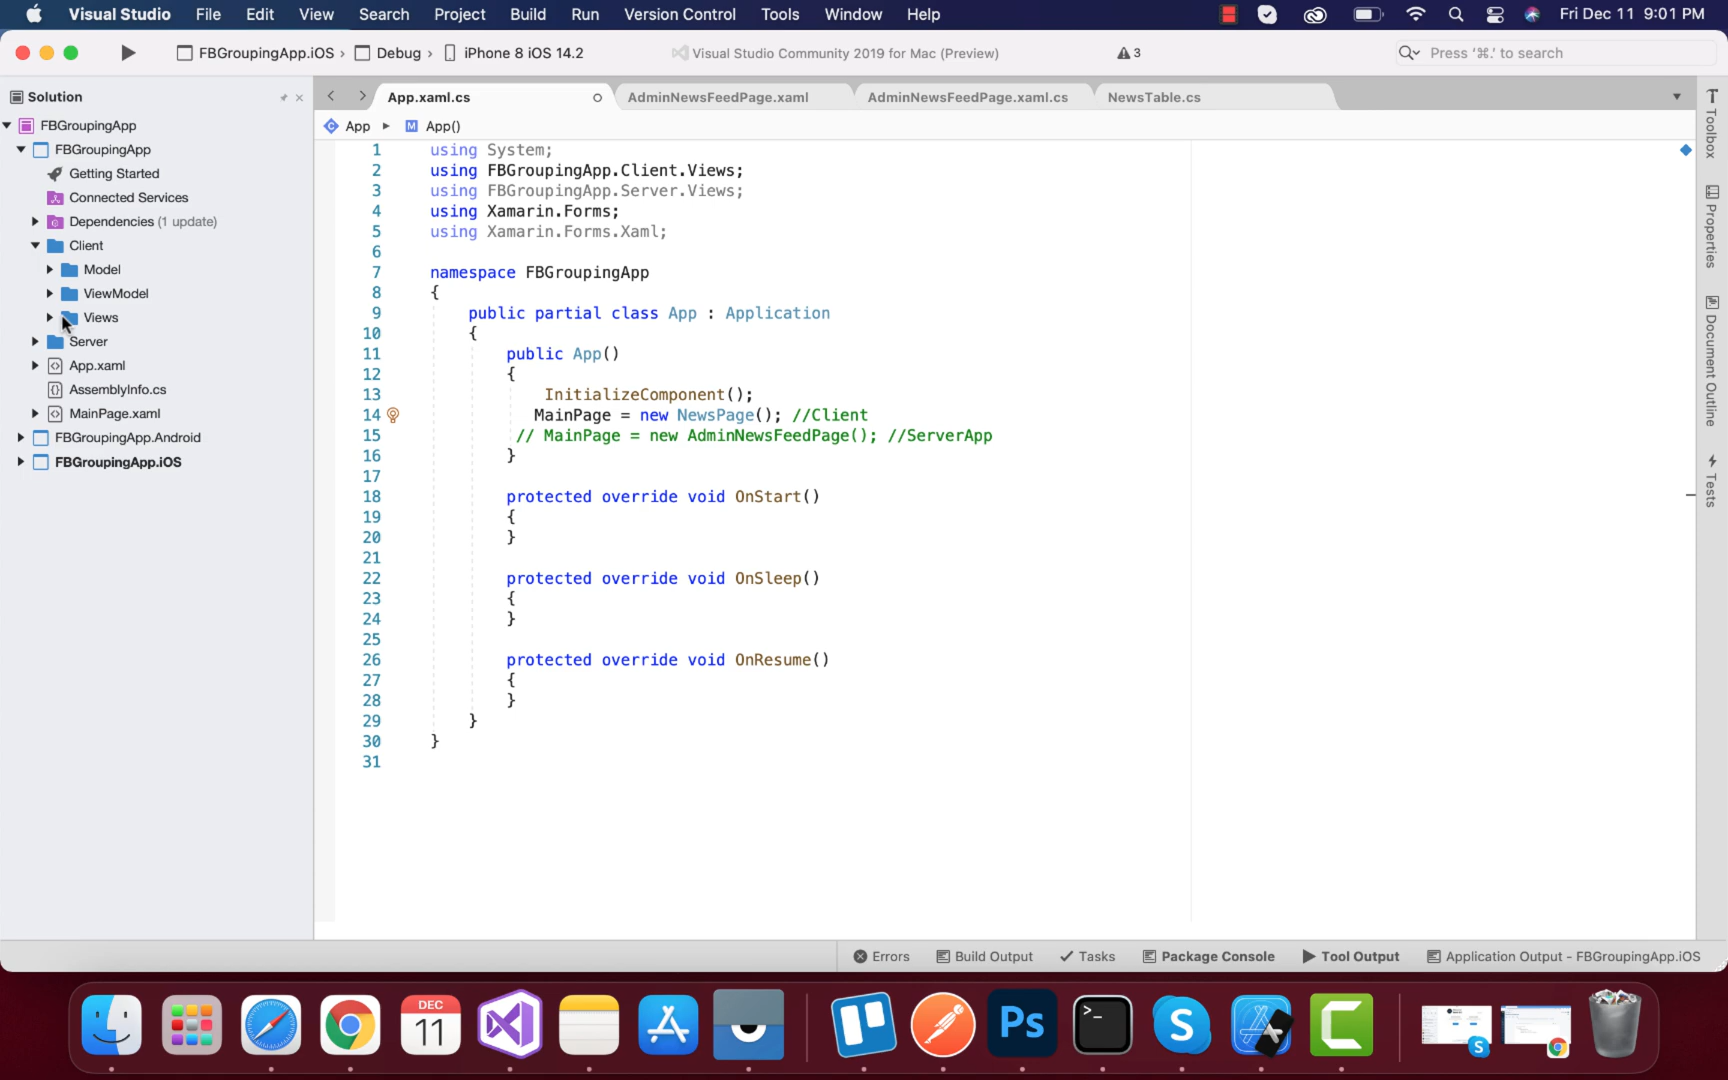 Visual Studio File Edit View Search Project Build Run Version Control Tools Window Help Fri Dec 11 9:01 PM
FBGroupingApp.iOS › Debug › iPhone 8 iOS 14.2 Visual Studio Community 2019 for Mac (Preview) 3 Press '⌘.' to search
Solution
FBGroupingApp
FBGroupingApp
Getting Started
Connected Services
Dependencies (1 update)
Client
Model
ViewModel
Views
Server
App.xaml
AssemblyInfo.cs
MainPage.xaml
FBGroupingApp.Android
FBGroupingApp.iOS
App.xaml.cs AdminNewsFeedPage.xaml AdminNewsFeedPage.xaml.cs NewsTable.cs
C App ▸ M App()
1 using System;
2 using FBGroupingApp.Client.Views;
3 using FBGroupingApp.Server.Views;
4 using Xamarin.Forms;
5 using Xamarin.Forms.Xaml;
6
7 namespace FBGroupingApp
8 {
9 public partial class App : Application
10 {
11 public App()
12 {
13 InitializeComponent();
14 MainPage = new NewsPage(); //Client
15 // MainPage = new AdminNewsFeedPage(); //ServerApp
16 }
17
18 protected override void OnStart()
19 {
20 }
21
22 protected override void OnSleep()
23 {
24 }
25
26 protected override void OnResume()
27 {
28 }
29 }
30 }
31
Toolbox
Properties
Document Outline
Tests
Errors Build Output Tasks Package Console Tool Output Application Output - FBGroupingApp.iOS
DEC
11
Ps
>_
S
C
S